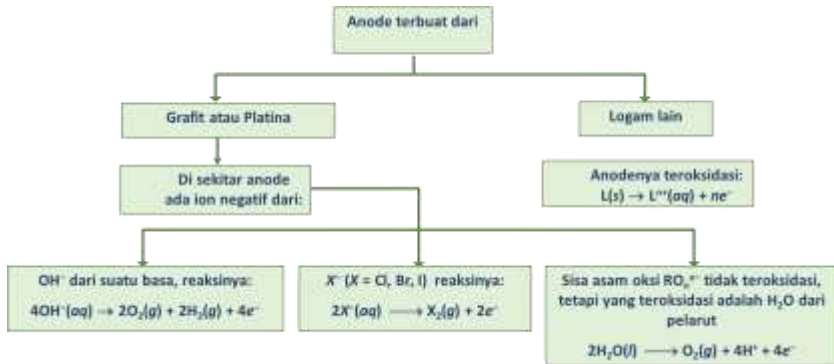 Anode terbuat dari
Grafit atau Platina
Logam lain
Di sekitar anode
ada ion negatif dari:
Anodenya teroksidasi:
L(s) → Lⁿ⁺(aq) + ne⁻
OH⁻ dari suatu basa, reaksinya:
4OH⁻(aq) → 2O₂(g) + 2H₂(g) + 4e⁻
X⁻ (X = Cl, Br, I) reaksinya:
2X⁻(aq) ⟶ X₂(g) + 2e⁻
Sisa asam oksi ROₙˣ⁻ tidak teroksidasi,
tetapi yang teroksidasi adalah H₂O dari
pelarut
2H₂O(l) ⟶ O₂(g) + 4H⁺ + 4e⁻